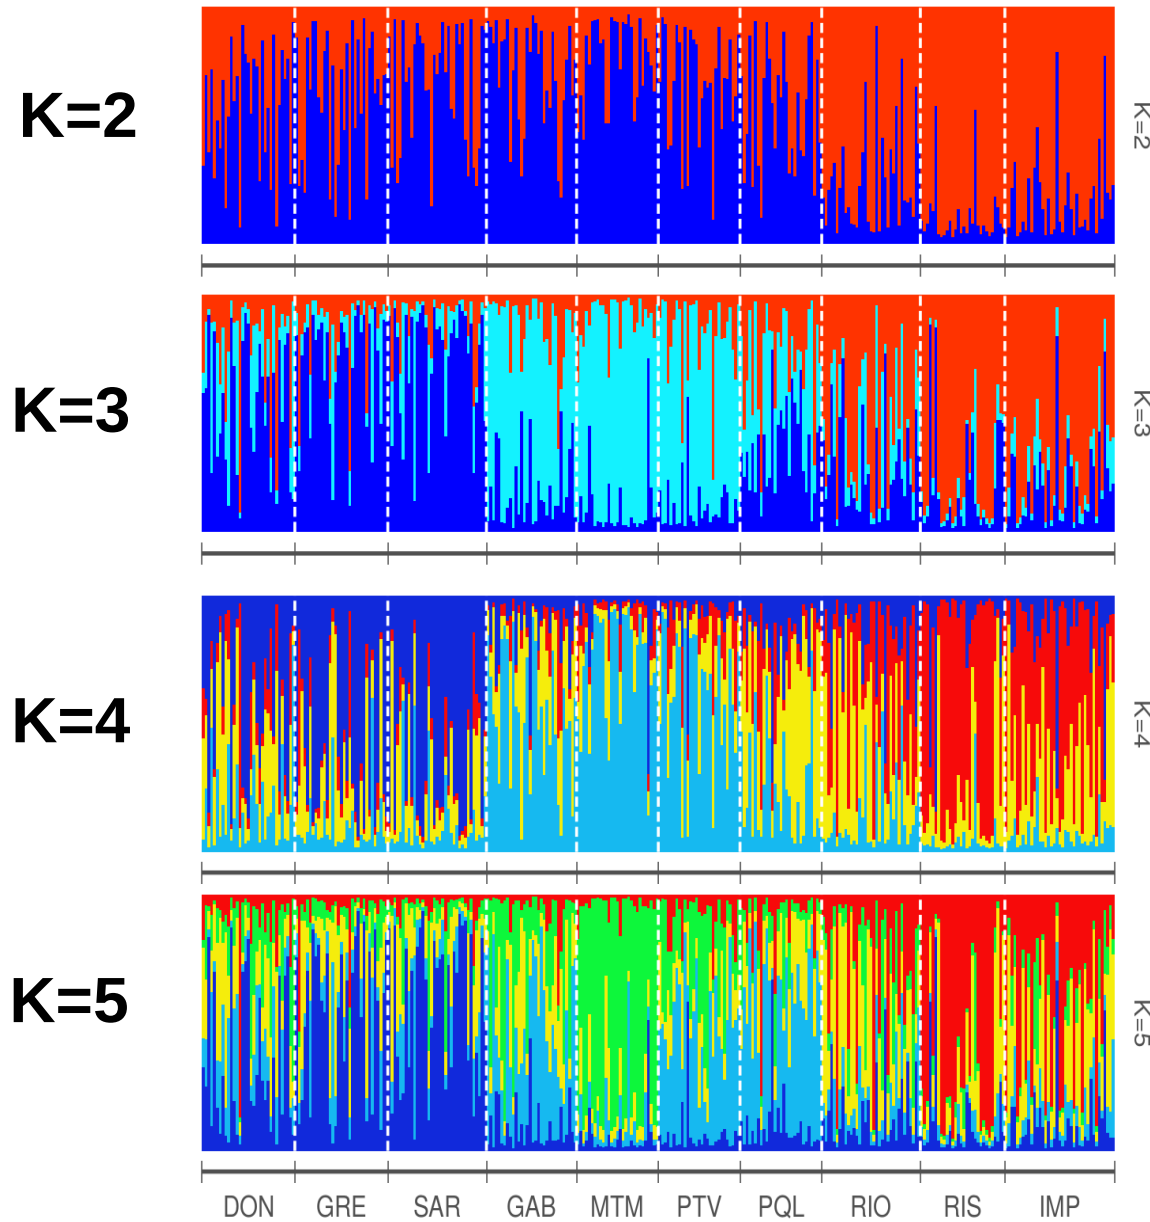 K=2
K=2
K=3
K=3
K=4
K=4
K=5
K=5
DON GRE SAR GAB MTM PTV PQL RIO RIS IMP